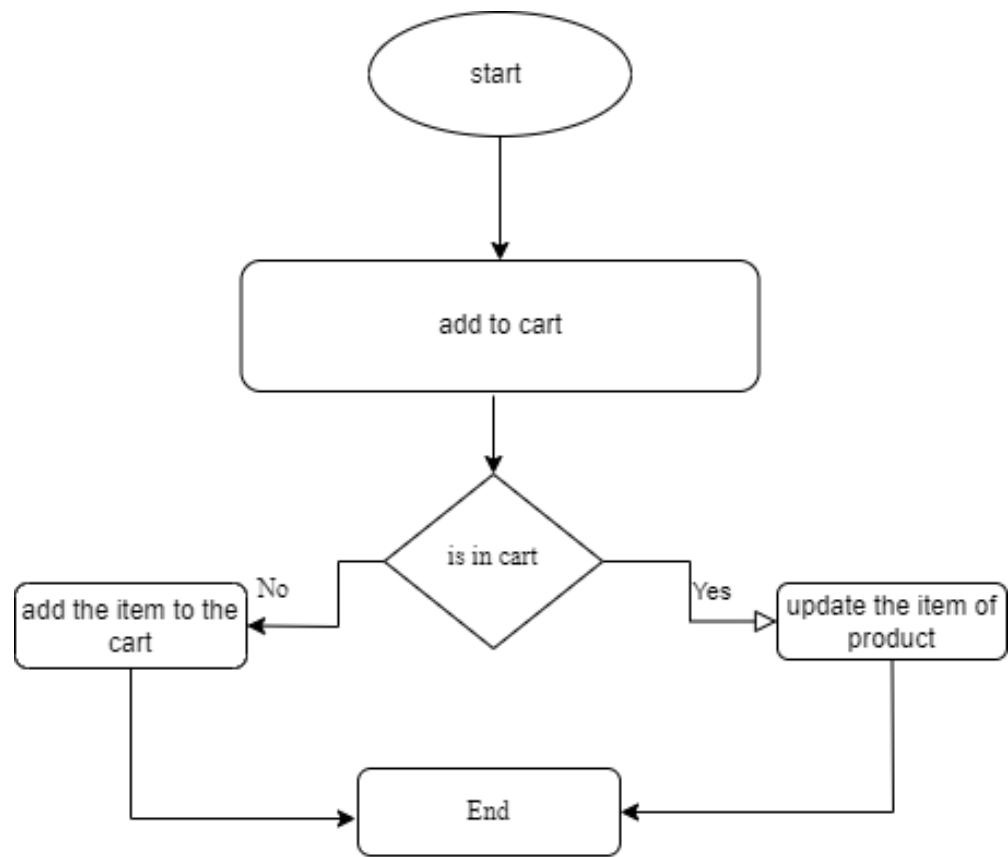 start
add to cart
is in cart
No
Yes
add the item to the
cart
update the item of
product
End